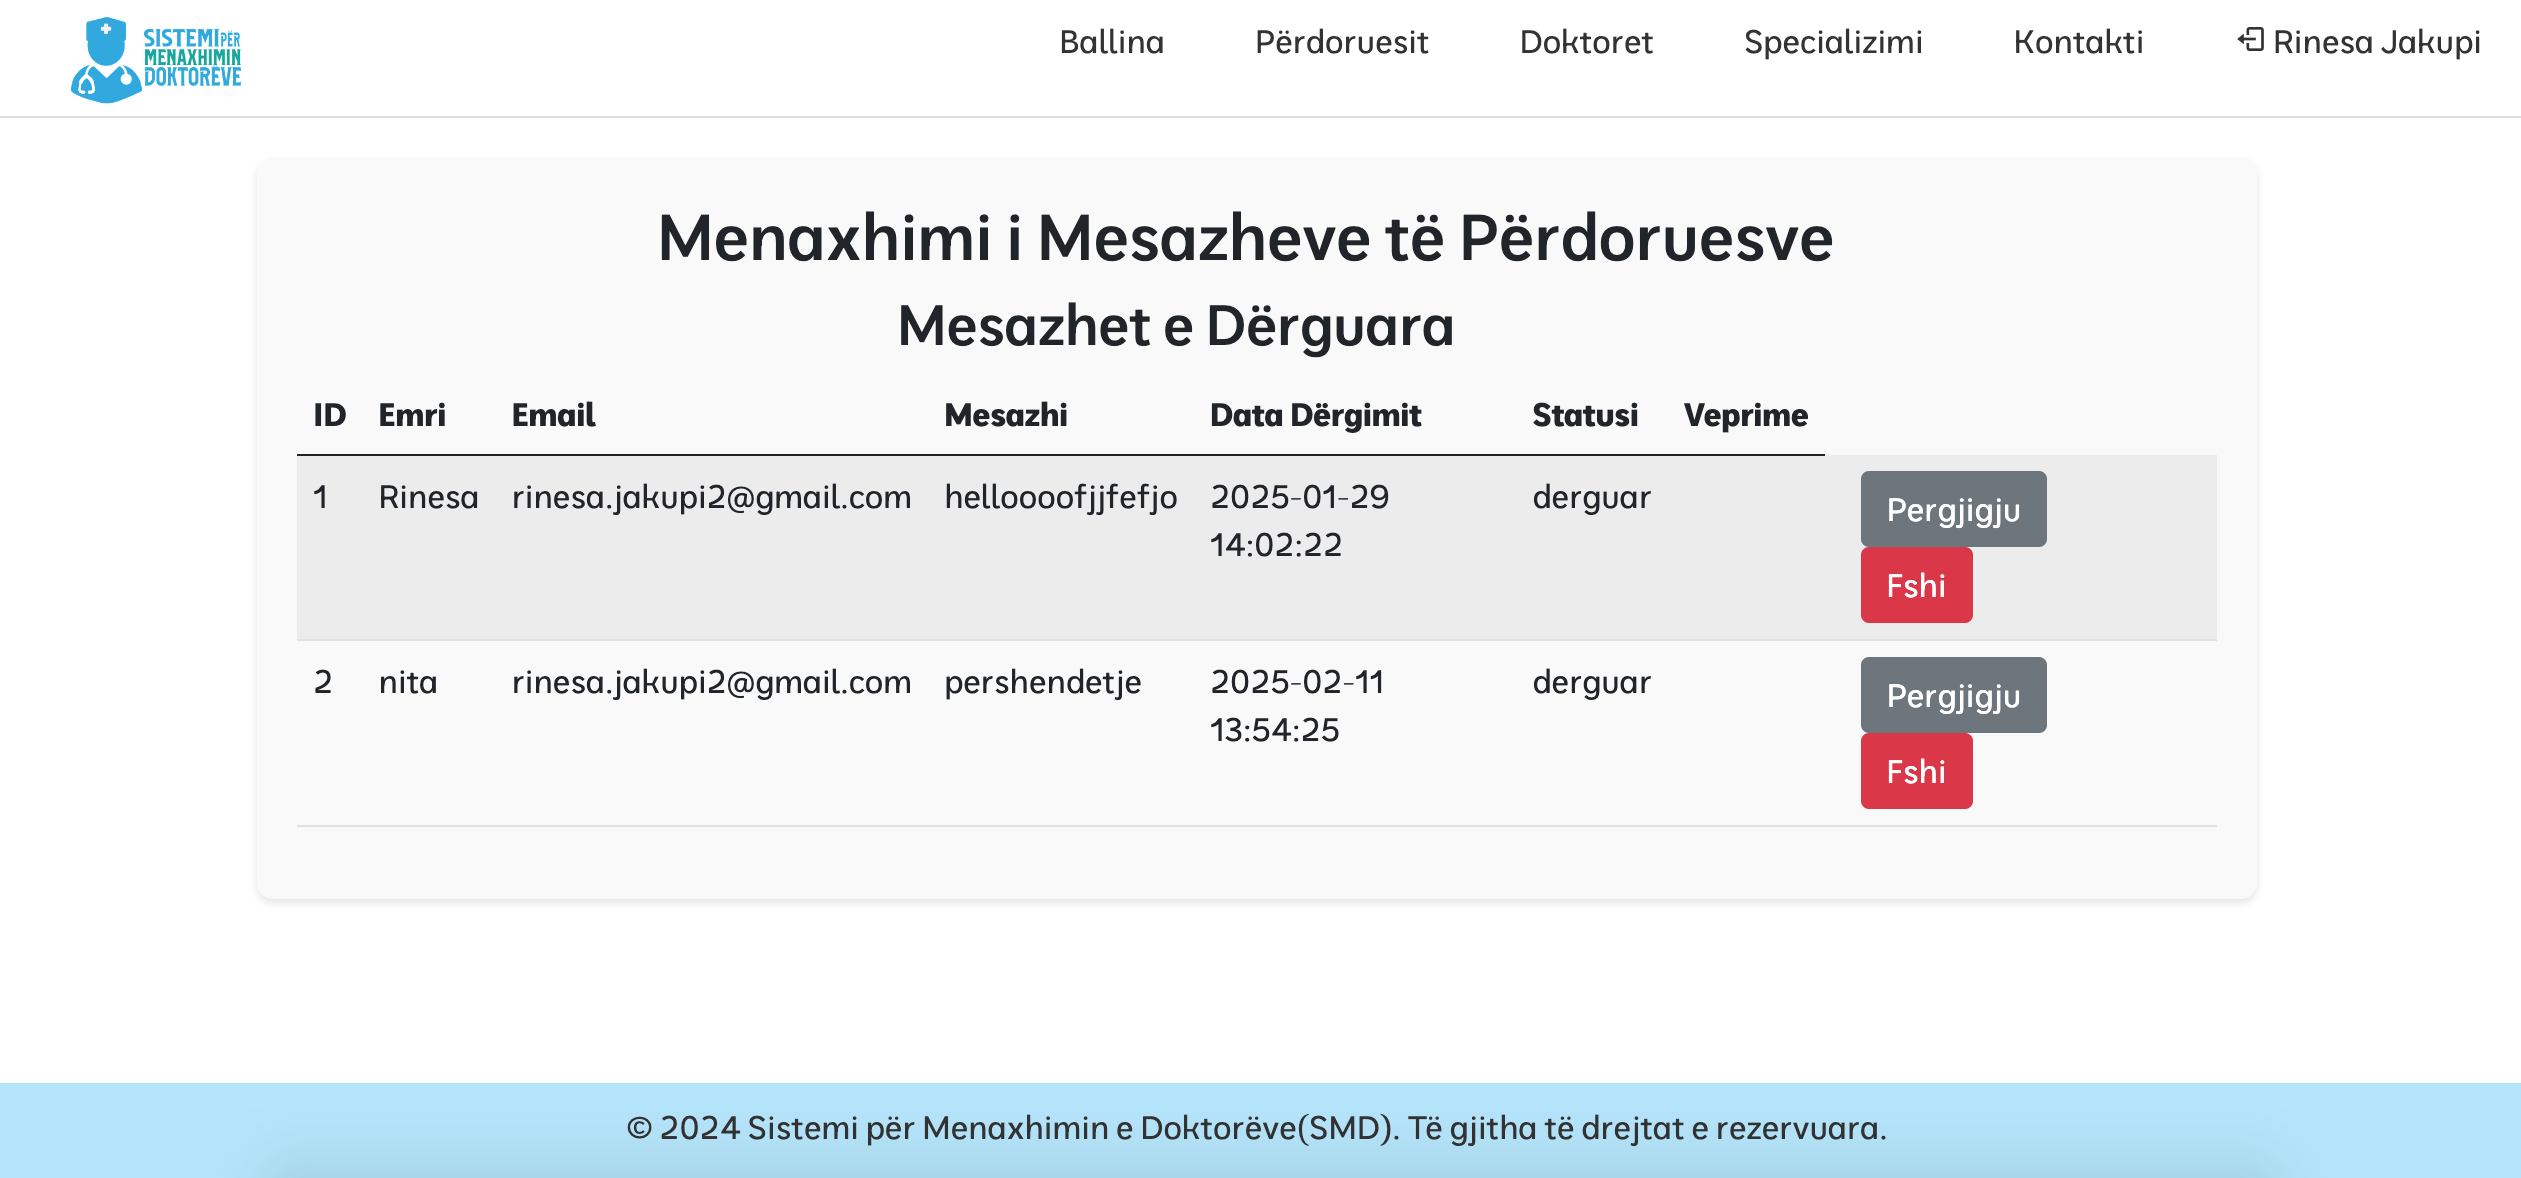 SISTEMI PËR
MENAXHIMIN
DOKTORËVE
Ballina Përdoruesit Doktoret Specializimi Kontakti Rinesa Jakupi
Menaxhimi i Mesazheve të Përdoruesve
Mesazhet e Dërguara
ID Emri Email Mesazhi Data Dërgimit Statusi Veprime
1 Rinesa rinesa.jakupi2@gmail.com helloooofjjfefjo 2025-01-29 derguar Pergjigju
14:02:22
Fshi
2 nita rinesa.jakupi2@gmail.com pershendetje 2025-02-11 derguar Pergjigju
13:54:25
Fshi
© 2024 Sistemi për Menaxhimin e Doktorëve(SMD). Të gjitha të drejtat e rezervuara.